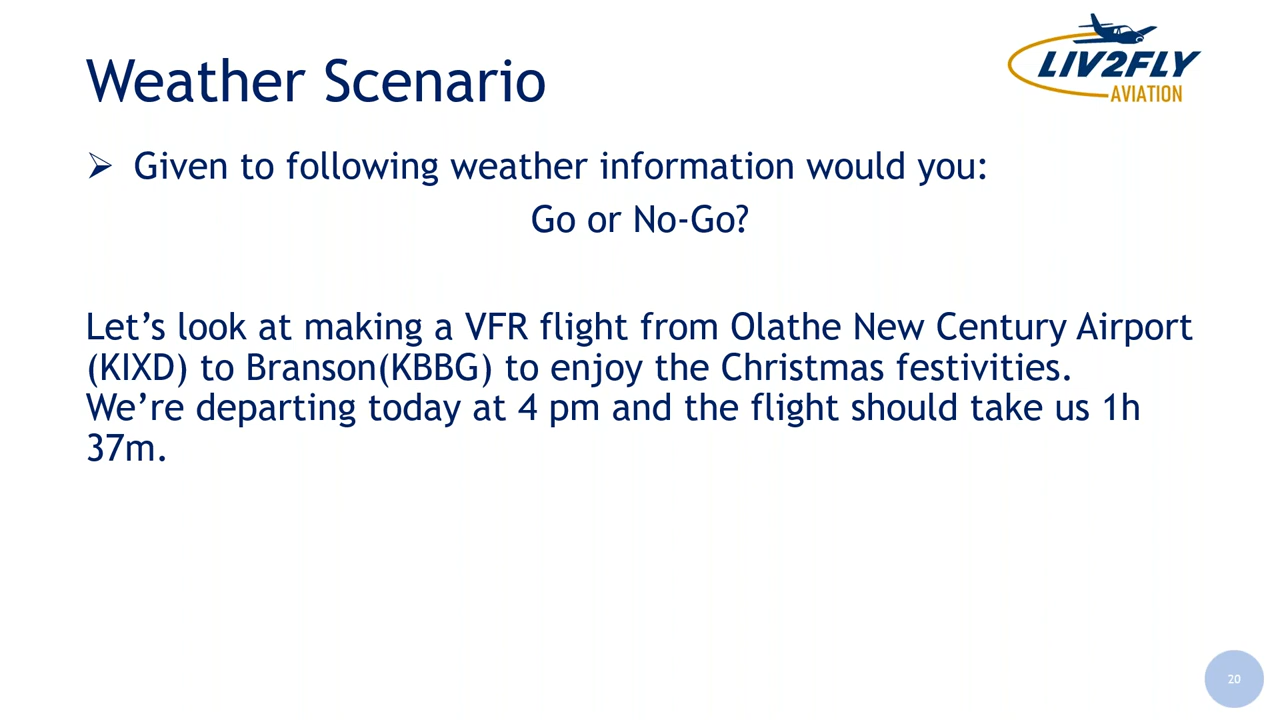 LIV2FLY
AVIATION
Weather Scenario
➢ Given to following weather information would you:
Go or No-Go?
Let’s look at making a VFR flight from Olathe New Century Airport
(KIXD) to Branson(KBBG) to enjoy the Christmas festivities.
We’re departing today at 4 pm and the flight should take us 1h
37m.
20